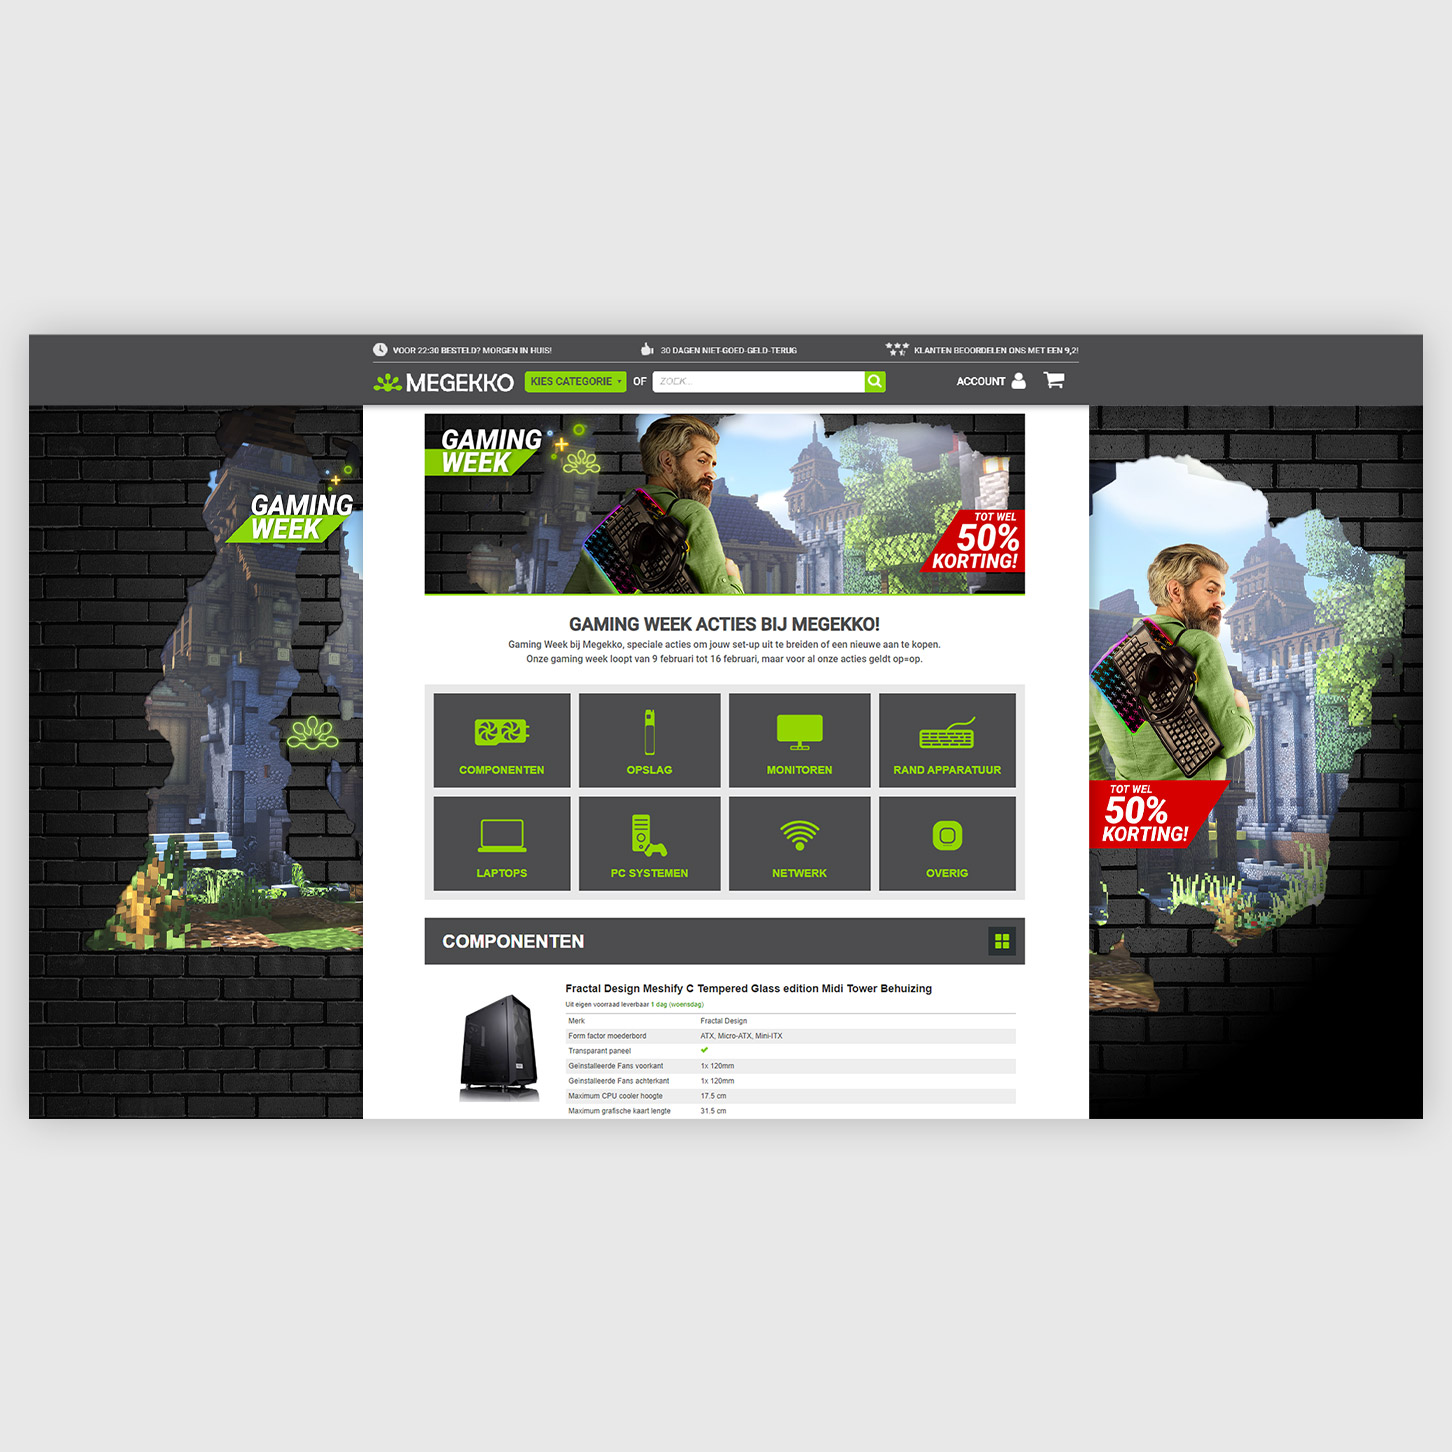 VOOR 22:30 BESTELD? MORGEN IN HUIS!
30 DAGEN NIET-GOED-GELD-TERUG
KLANTEN BEOORDELEN ONS MET EEN 9,2!
MEGEKKO
KIES CATEGORIE
OF
ZOEK...
ACCOUNT
GAMING
WEEK
GAMING
WEEK
TOT WEL
50%
KORTING!
TOT WEL
50%
KORTING!
GAMING WEEK ACTIES BIJ MEGEKKO!
Gaming Week bij Megekko, speciale acties om jouw set-up uit te breiden of een nieuwe aan te kopen.
Onze gaming week loopt van 9 februari tot 16 februari, maar voor al onze acties geldt op=op.
COMPONENTEN
OPSLAG
MONITOREN
RAND APPARATUUR
LAPTOPS
PC SYSTEMEN
NETWERK
OVERIG
COMPONENTEN
Fractal Design Meshify C Tempered Glass edition Midi Tower Behuizing
Uit eigen voorraad leverbaar 1 dag (woensdag)
Merk Fractal Design
Form factor moederbord ATX, Micro-ATX, Mini-ITX
Transparant paneel
Geinstalleerde Fans voorkant 1x 120mm
Geinstalleerde Fans achterkant 1x 120mm
Maximum CPU cooler hoogte 17.5 cm
Maximum grafische kaart lengte 31.5 cm